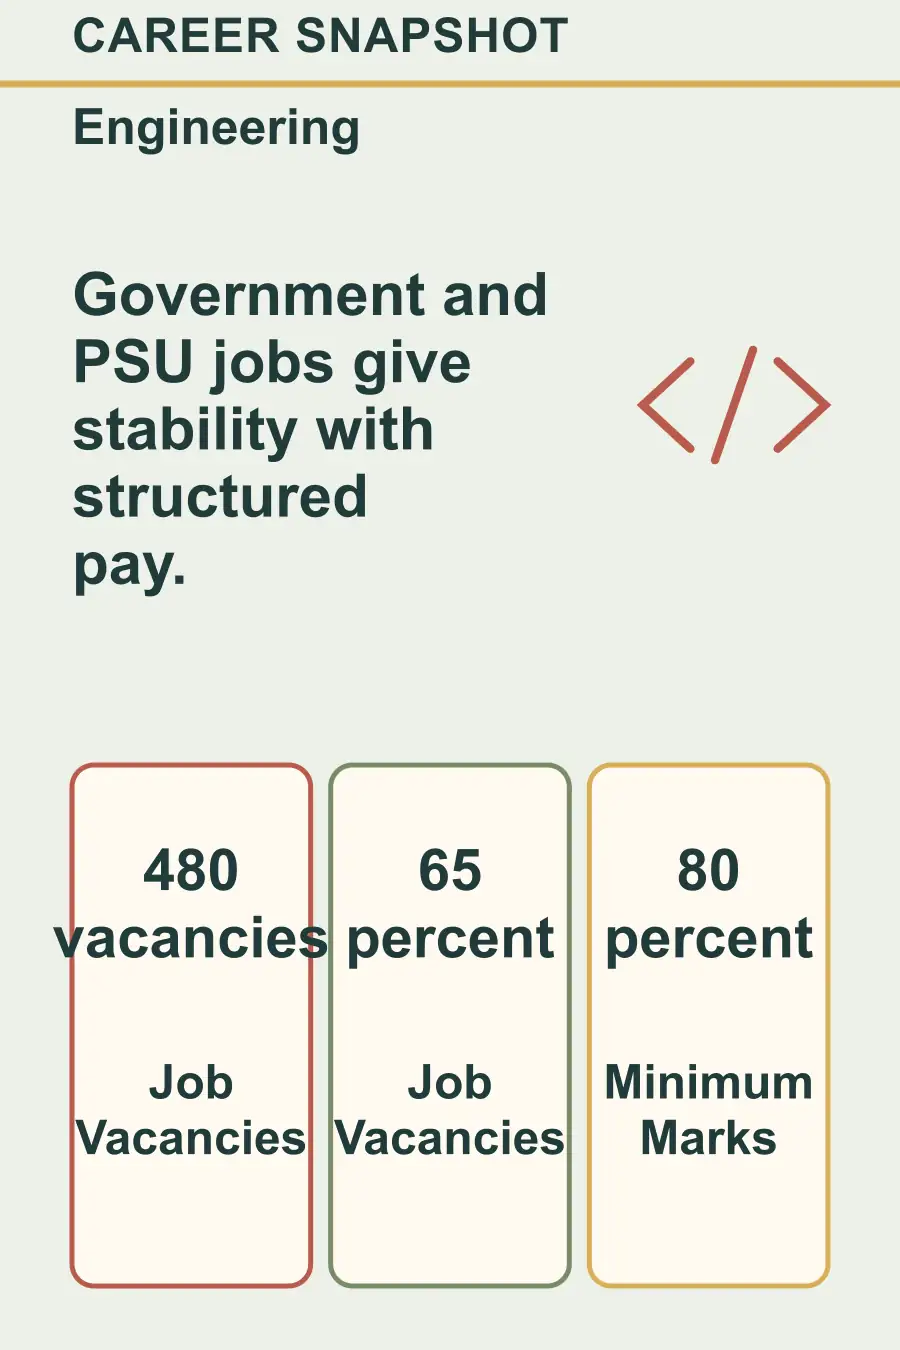 CAREER SNAPSHOT
Engineering
Government and
PSU jobs give
stability with
structured
pay.
480
vacancies
Job
Vacancies
65
percent
Job
Vacancies
80
percent
Minimum
Marks